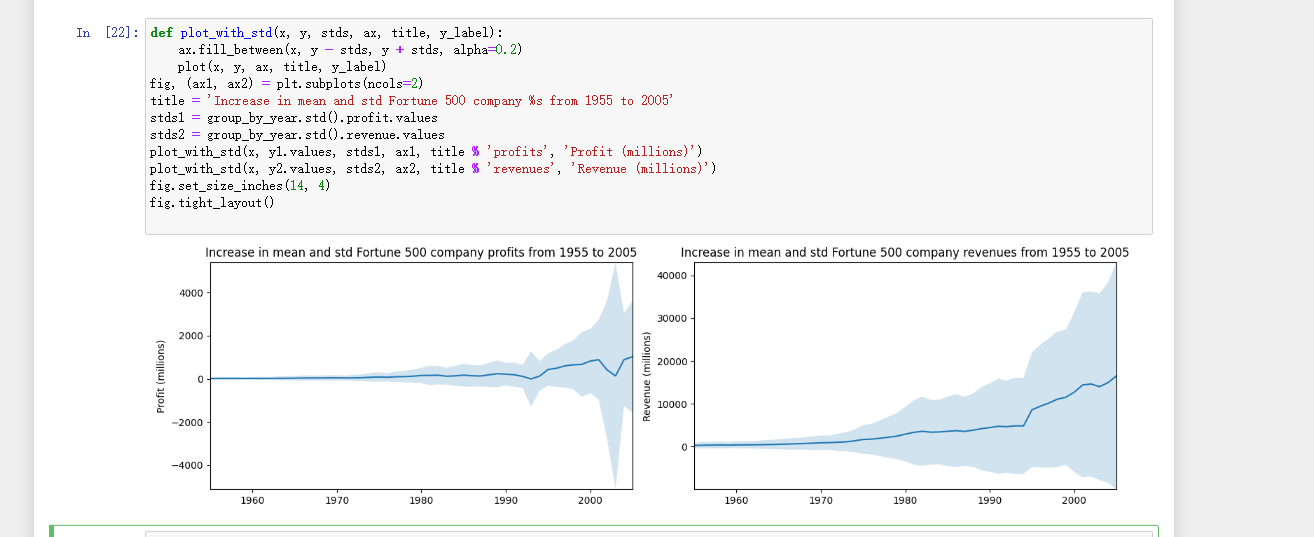 In [22]:
def plot_with_std(x, y, stds, ax, title, y_label):
    ax.fill_between(x, y - stds, y + stds, alpha=0.2)
    plot(x, y, ax, title, y_label)
fig, (ax1, ax2) = plt.subplots(ncols=2)
title = 'Increase in mean and std Fortune 500 company %s from 1955 to 2005'
stds1 = group_by_year.std().profit.values
stds2 = group_by_year.std().revenue.values
plot_with_std(x, y1.values, stds1, ax1, title % 'profits', 'Profit (millions)')
plot_with_std(x, y2.values, stds2, ax2, title % 'revenues', 'Revenue (millions)')
fig.set_size_inches(14, 4)
fig.tight_layout()
Increase in mean and std Fortune 500 company profits from 1955 to 2005
Profit (millions)
4000
2000
0
−2000
−4000
1960 1970 1980 1990 2000
Increase in mean and std Fortune 500 company revenues from 1955 to 2005
Revenue (millions)
40000
30000
20000
10000
0
1960 1970 1980 1990 2000